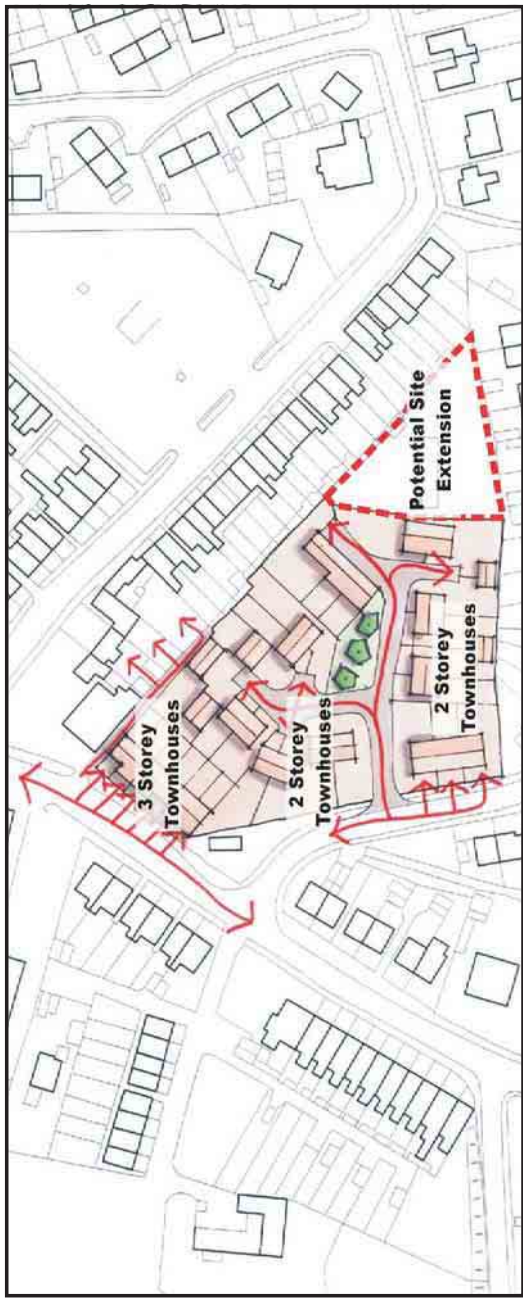 3 Storey
Townhouses
2 Storey
Townhouses
2 Storey
Townhouses
Potential Site
Extension